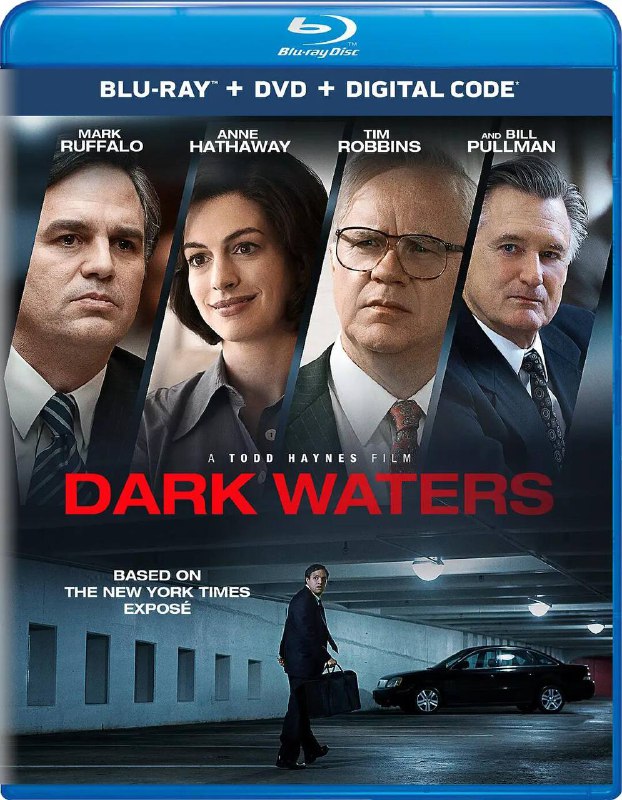 Blu-ray Disc™
BLU-RAY™ + DVD + DIGITAL CODE*
MARK RUFFALO
ANNE HATHAWAY
TIM ROBBINS
AND BILL PULLMAN
A TODD HAYNES FILM
DARK WATERS
BASED ON
THE NEW YORK TIMES
EXPOSÉ